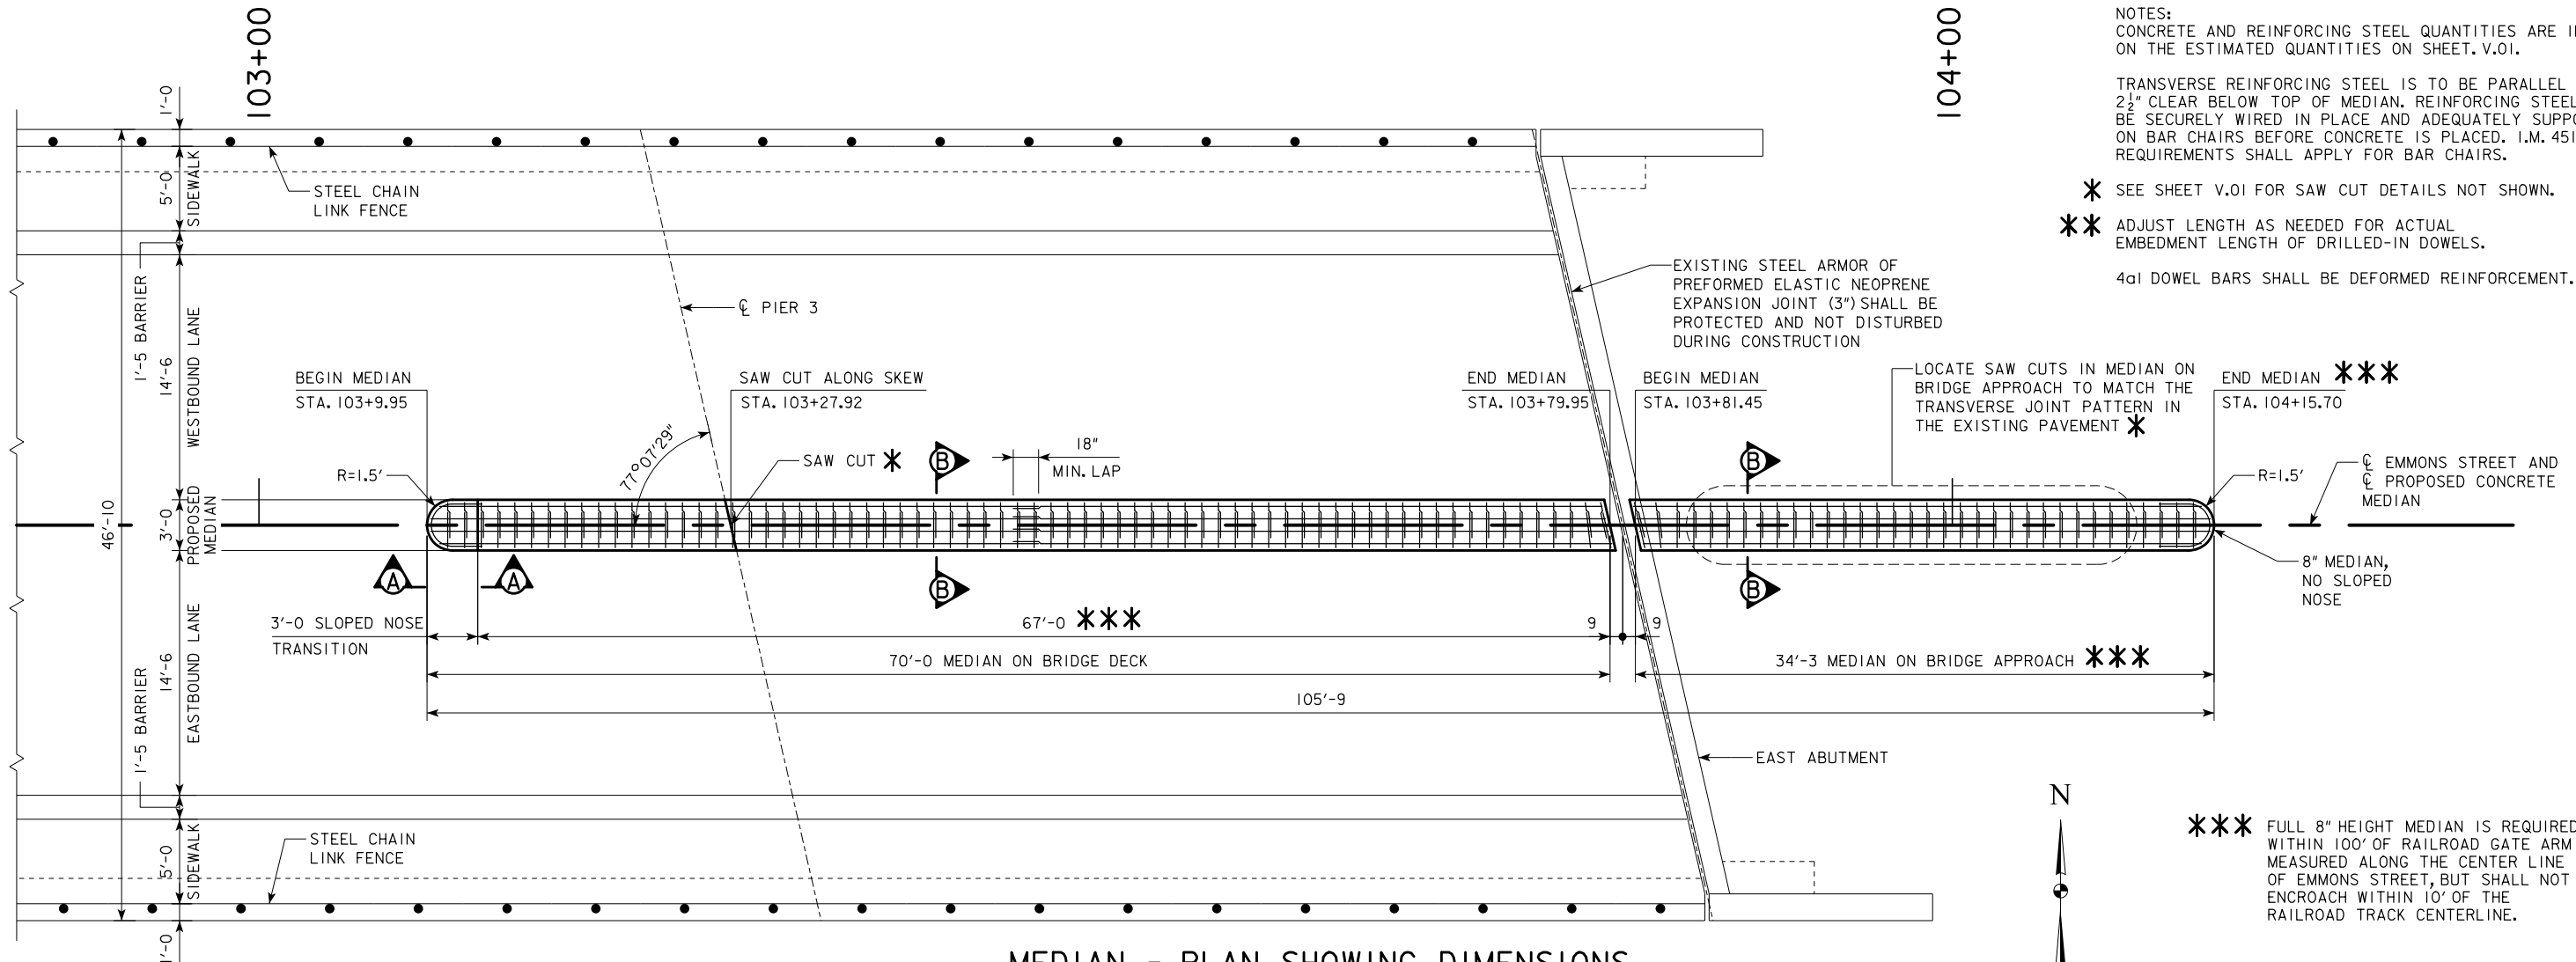 103+00
104+00
NOTES:
CONCRETE AND REINFORCING STEEL QUANTITIES ARE
ON THE ESTIMATED QUANTITIES ON SHEET. V.01.
TRANSVERSE REINFORCING STEEL IS TO BE PARALLEL
2½" CLEAR BELOW TOP OF MEDIAN. REINFORCING STEEL
BE SECURELY WIRED IN PLACE AND ADEQUATELY
ON BAR CHAIRS BEFORE CONCRETE IS PLACED. I.M. 451
REQUIREMENTS SHALL APPLY FOR BAR CHAIRS.
* SEE SHEET V.01 FOR SAW CUT DETAILS NOT SHOWN.
** ADJUST LENGTH AS NEEDED FOR ACTUAL
EMBEDMENT LENGTH OF DRILLED-IN DOWELS.
4a1 DOWEL BARS SHALL BE DEFORMED REINFORCEMENT.
1'-0
5'-0
SIDEWALK
STEEL CHAIN
LINK FENCE
1'-5 BARRIER
14'-6
WESTBOUND LANE
℄ PIER 3
EXISTING STEEL ARMOR OF
PREFORMED ELASTIC NEOPRENE
EXPANSION JOINT (3") SHALL BE
PROTECTED AND NOT DISTURBED
DURING CONSTRUCTION
BEGIN MEDIAN
STA. 103+9.95
SAW CUT ALONG SKEW
STA. 103+27.92
END MEDIAN
STA. 103+79.95
BEGIN MEDIAN
STA. 103+81.45
LOCATE SAW CUTS IN MEDIAN ON
BRIDGE APPROACH TO MATCH THE
TRANSVERSE JOINT PATTERN IN
THE EXISTING PAVEMENT *
END MEDIAN ***
STA. 104+15.70
77°07'29"
SAW CUT *
B
18"
MIN. LAP
B
R=1.5'
R=1.5'
℄ EMMONS STREET AND
℄ PROPOSED CONCRETE
MEDIAN
46'-10
3'-0
PROPOSED
MEDIAN
A
A
B
B
8" MEDIAN,
NO SLOPED
NOSE
3'-0 SLOPED NOSE
TRANSITION
67'-0 ***
9
9
70'-0 MEDIAN ON BRIDGE DECK
34'-3 MEDIAN ON BRIDGE APPROACH ***
105'-9
1'-5 BARRIER
14'-6
EASTBOUND LANE
EAST ABUTMENT
N
STEEL CHAIN
LINK FENCE
5'-0
SIDEWALK
1'-0
*** FULL 8" HEIGHT MEDIAN IS REQUIRED
WITHIN 100' OF RAILROAD GATE ARM
MEASURED ALONG THE CENTER LINE
OF EMMONS STREET, BUT SHALL NOT
ENCROACH WITHIN 10' OF THE
RAILROAD TRACK CENTERLINE.
MEDIAN - PLAN SHOWING DIMENSIONS